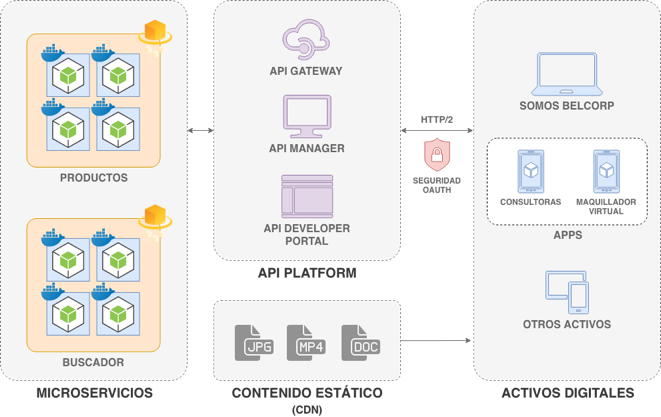 PRODUCTOS
BUSCADOR
MICROSERVICIOS
API GATEWAY
API MANAGER
API DEVELOPER
PORTAL
API PLATFORM
JPG
MP4
DOC
CONTENIDO ESTÁTICO
(CDN)
HTTP/2
SEGURIDAD
OAUTH
SOMOS BELCORP
CONSULTORAS
MAQUILLADOR
VIRTUAL
APPS
OTROS ACTIVOS
ACTIVOS DIGITALES